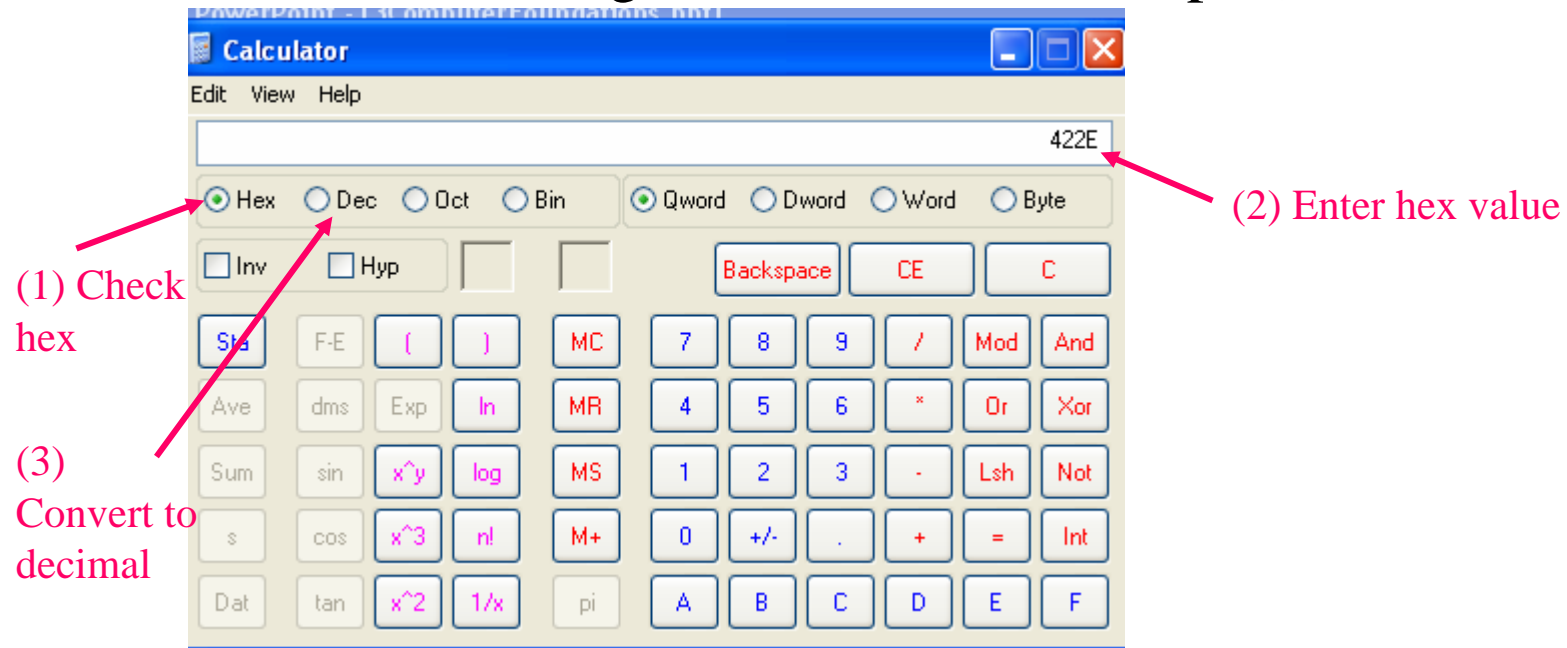 PowerPoint - [3ComputerFoundations.ppt]
Calculator
Edit View Help
422E
Hex Dec Oct Bin Qword Dword Word Byte
(2) Enter hex value
Inv Hyp Backspace CE C
(1) Check
hex
Sta F-E ( ) MC 7 8 9 / Mod And
Ave dms Exp ln MR 4 5 6 * Or Xor
(3)
Convert to
decimal
Sum sin x^y log MS 1 2 3 - Lsh Not
s cos x^3 n! M+ 0 +/- . + = Int
Dat tan x^2 1/x pi A B C D E F